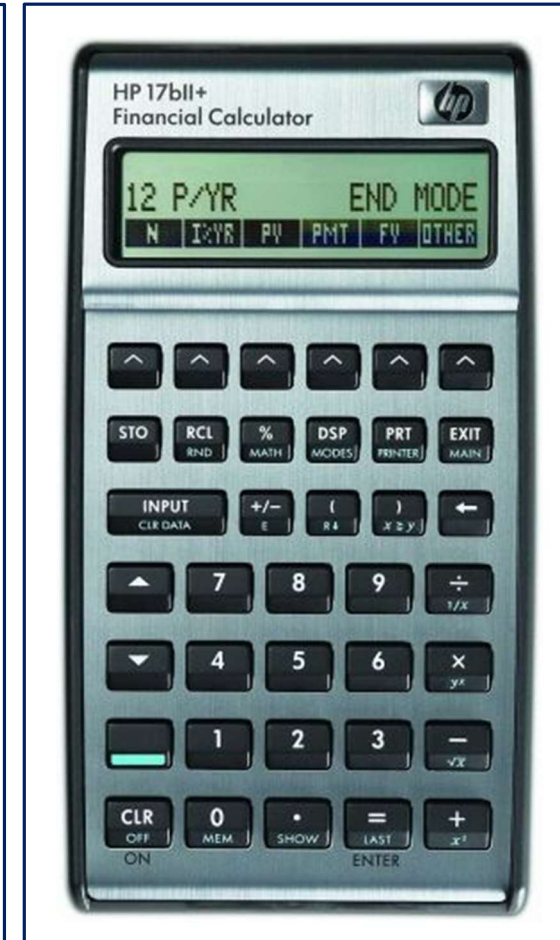 HP 17bII+
Financial Calculator
hp
12 P/YR END MODE
N I%YR PV PMT FV OTHER
^ ^ ^ ^ ^ ^
STO RCL % DSP PRT EXIT
RND MATH MODES PRINTER MAIN
INPUT +/- ( ) ←
CLR DATA E R↓ x≷y
▲ 7 8 9 ÷
1/x
▼ 4 5 6 ×
yˣ
1 2 3 −
√x
CLR 0 • = +
OFF MEM SHOW LAST x²
ON ENTER